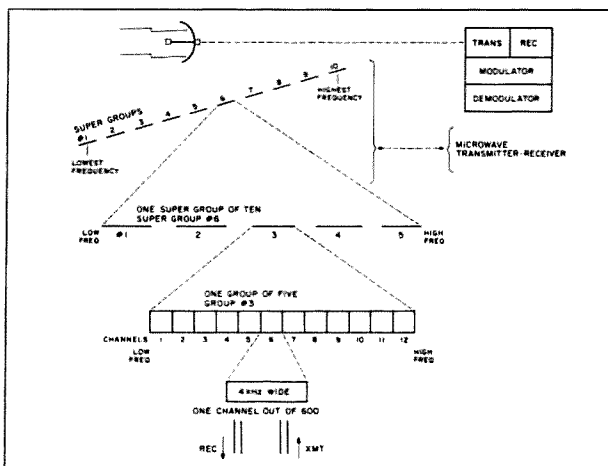 TRANS REC
MODULATOR
DEMODULATOR
SUPER GROUPS
#1 2 3 4 5 6 7 8 9 10
LOWEST FREQUENCY
HIGHEST FREQUENCY
MICROWAVE
TRANSMITTER-RECEIVER
ONE SUPER GROUP OF TEN
SUPER GROUP #6
LOW FREQ #1 2 3 4 5 HIGH FREQ
ONE GROUP OF FIVE
GROUP #3
CHANNELS 1 2 3 4 5 6 7 8 9 10 11 12
LOW FREQ HIGH FREQ
4 KHz WIDE
ONE CHANNEL OUT OF 600
REC XMT